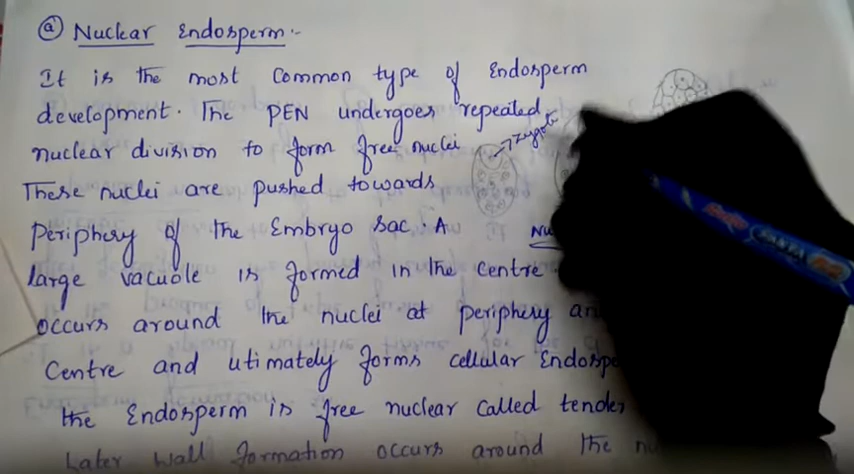 ⓐ Nuclear Endosperm :-
It is the most common type of Endosperm
development. The PEN undergoes repeated
nuclear division to form free nuclei
These nuclei are pushed towards
Periphery of the Embryo sac. A
large vacuole is formed in the centre
occurs around the nuclei at periphery
Centre and utimately forms cellular
the Endosperm is free nuclear called tender
Later wall formation occurs around the